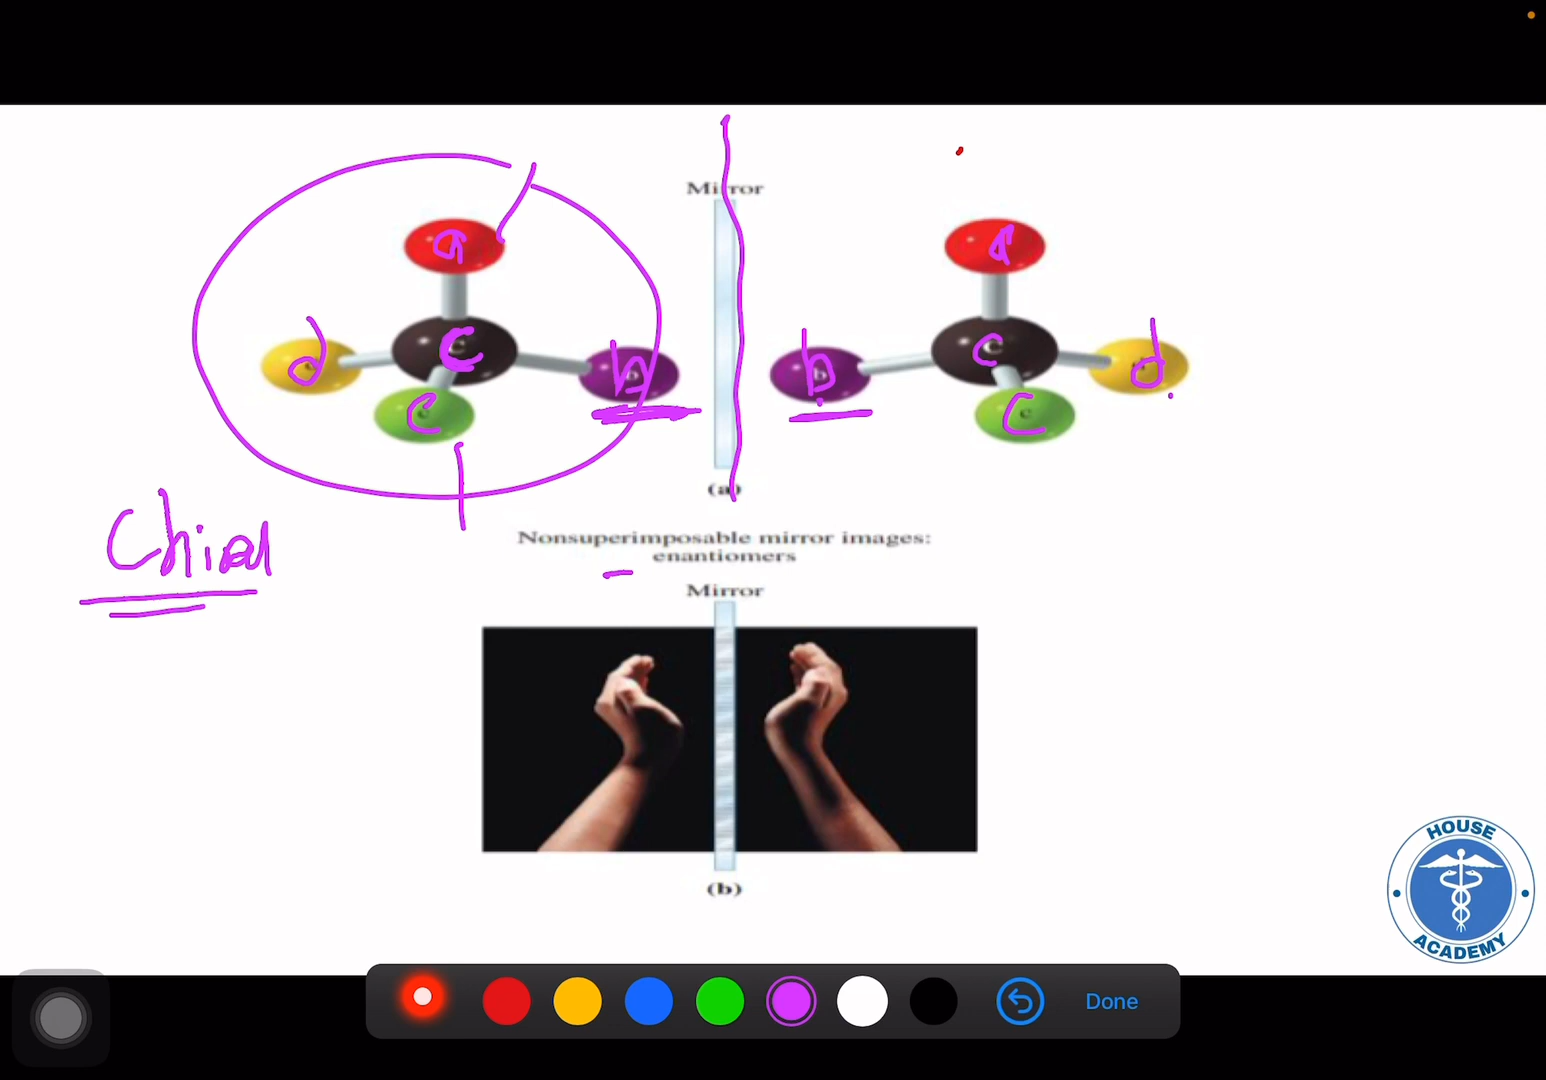 Mirror
a
a
d
C
b
b
C
d
C
C
(a)
Chiral
Nonsuperimposable mirror images:
enantiomers
Mirror
(b)
HOUSE
ACADEMY
Done